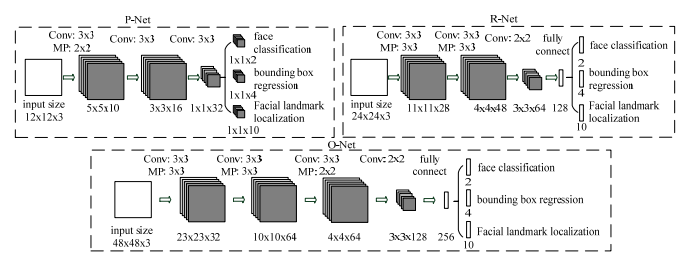 P-Net
Conv: 3x3
MP: 2x2
Conv: 3x3
Conv: 3x3
face
classification
1x1x2
bounding box
regression
1x1x4
Facial landmark
localization
1x1x10
input size
12x12x3
5x5x10
3x3x16
1x1x32
R-Net
Conv: 3x3
MP: 3x3
Conv: 3x3
MP: 3x3
Conv: 2x2
fully
connect
face classification
2
bounding box
regression
4
Facial landmark
localization
10
input size
24x24x3
11x11x28
4x4x48
3x3x64
128
O-Net
Conv: 3x3
MP: 3x3
Conv: 3x3
MP: 3x3
Conv: 3x3
MP: 2x2
Conv: 2x2
fully
connect
face classification
2
bounding box regression
4
Facial landmark localization
10
input size
48x48x3
23x23x32
10x10x64
4x4x64
3x3x128
256